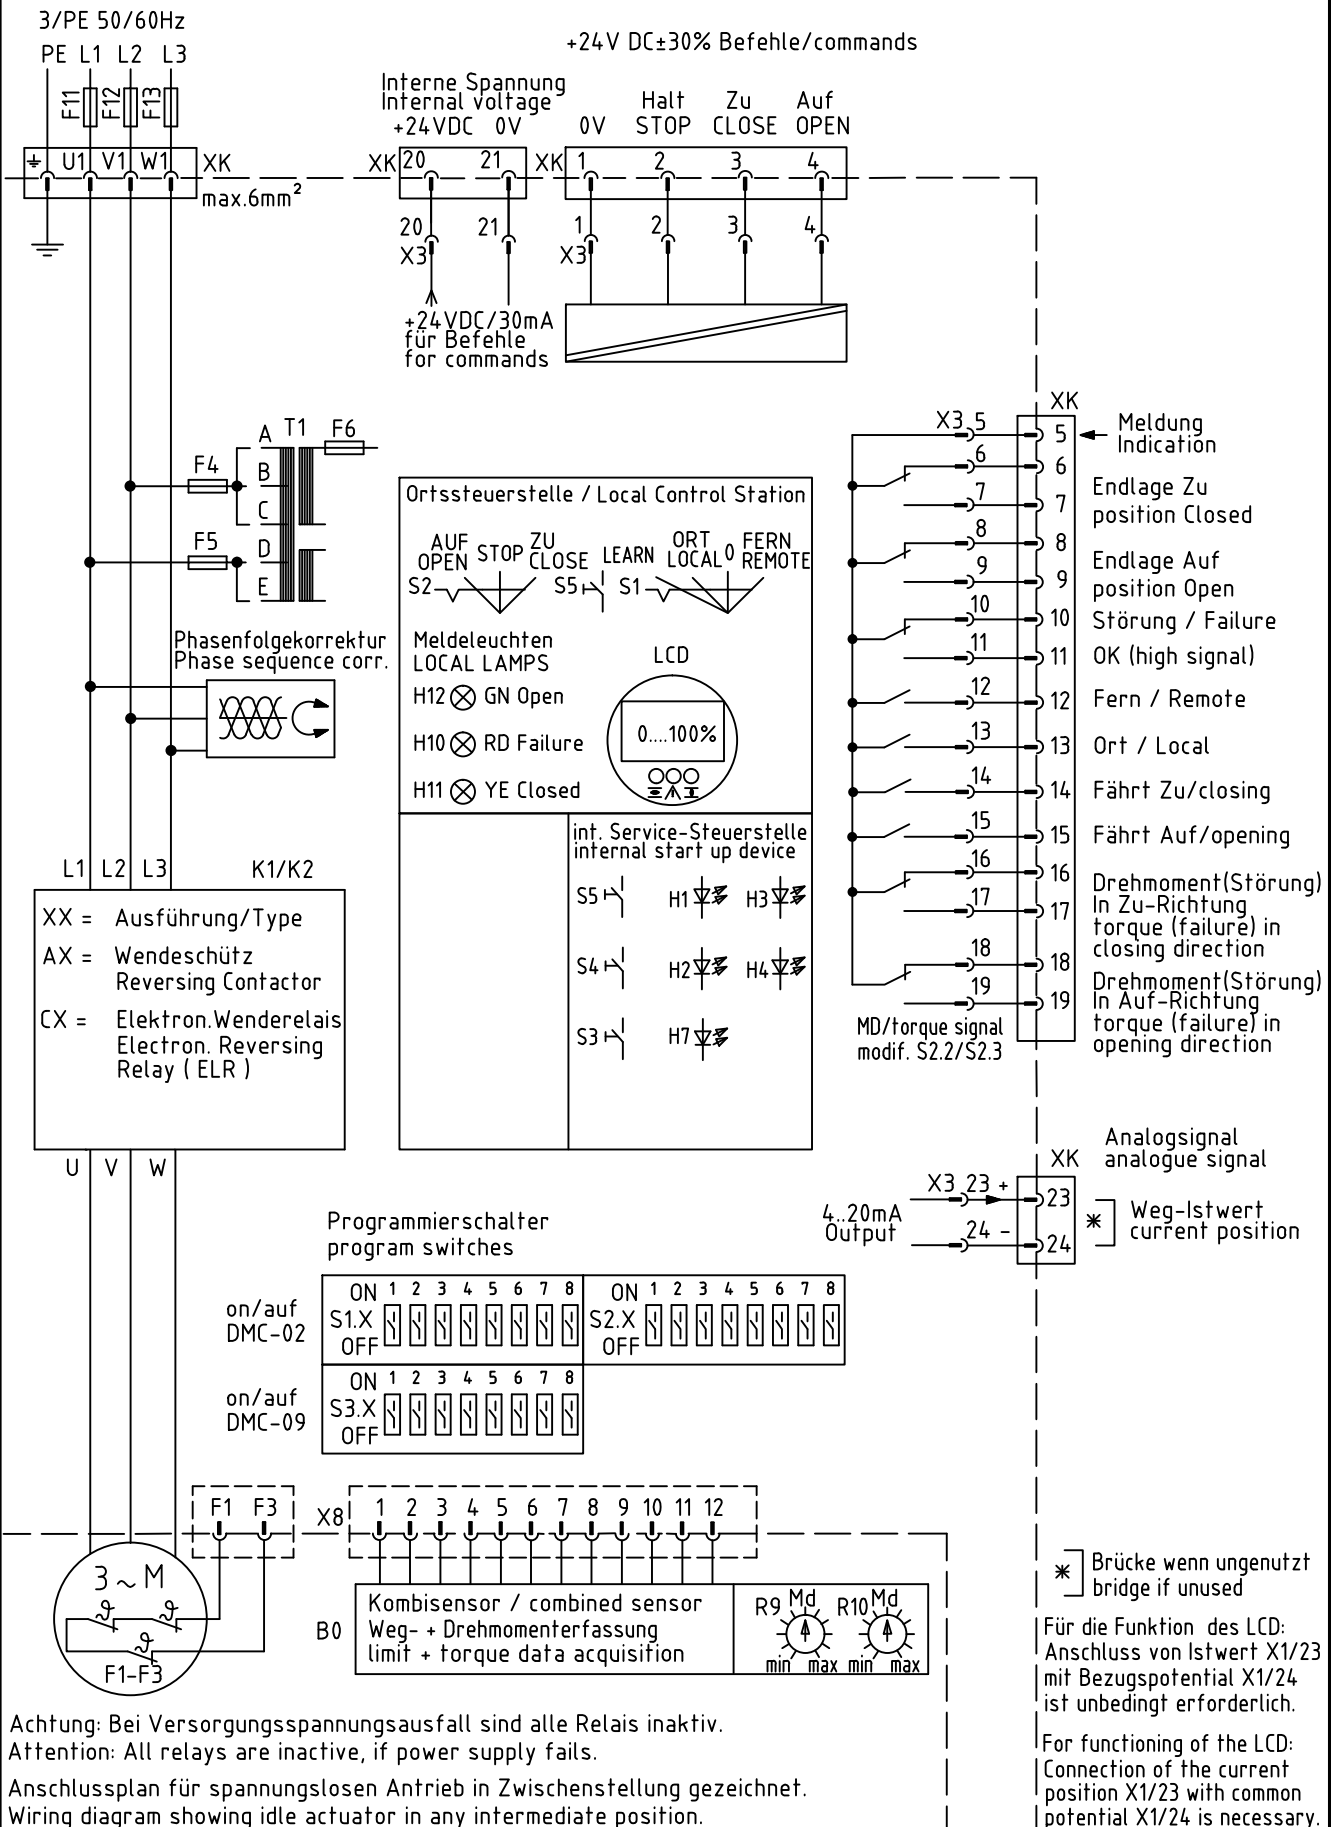 3/PE 50/60Hz
PE L1 L2 L3
F11 F12 F13
U1 V1 W1 XK
max.6mm²
+24V DC±30% Befehle/commands
Interne Spannung
Internal voltage
+24VDC 0V
XK 20 21
20 21
X3
+24VDC/30mA
für Befehle
for commands
Halt Zu Auf
0V STOP CLOSE OPEN
XK 1 2 3 4
1 2 3 4
X3
A T1 F6
F4 B
C
F5 D
E
Phasenfolgekorrektur
Phase sequence corr.
Ortssteuerstelle / Local Control Station
AUF ZU ORT FERN
OPEN STOP CLOSE LEARN LOCAL 0 REMOTE
S2 S5 S1
Meldeleuchten
LOCAL LAMPS
H12 GN Open
H10 RD Failure
H11 YE Closed
LCD
0....100%
int. Service-Steuerstelle
internal start up device
S5 H1 H3
S4 H2 H4
S3 H7
XK
X3 5 5 Meldung
Indication
6 6
7 7
Endlage Zu
position Closed
8 8
9 9
Endlage Auf
position Open
10 10 Störung / Failure
11 11 OK (high signal)
12 12 Fern / Remote
13 13 Ort / Local
14 14 Fährt Zu/closing
15 15 Fährt Auf/opening
16 16
17 17
Drehmoment(Störung)
In Zu-Richtung
torque (failure) in
closing direction
18 18
19 19
Drehmoment(Störung)
In Auf-Richtung
torque (failure) in
opening direction
MD/torque signal
modif. S2.2/S2.3
L1 L2 L3 K1/K2
XX = Ausführung/Type
AX = Wendeschütz
Reversing Contactor
CX = Elektron.Wenderelais
Electron. Reversing
Relay ( ELR )
U V W
Analogsignal
analogue signal
XK
X3 23 + 23
24 - 24
4..20mA
Output
* Weg-Istwert
current position
Programmierschalter
program switches
on/auf
DMC-02
ON 1 2 3 4 5 6 7 8
S1.X
OFF
ON 1 2 3 4 5 6 7 8
S2.X
OFF
on/auf
DMC-09
ON 1 2 3 4 5 6 7 8
S3.X
OFF
F1 F3
X8 1 2 3 4 5 6 7 8 9 10 11 12
3 ~ M
ϑ ϑ
ϑ
F1-F3
B0
Kombisensor / combined sensor
Weg- + Drehmomenterfassung
limit + torque data acquisition
R9 Md R10 Md
min max min max
* Brücke wenn ungenutzt
bridge if unused
Für die Funktion des LCD:
Anschluss von Istwert X1/23
mit Bezugspotential X1/24
ist unbedingt erforderlich.
For functioning of the LCD:
Connection of the current
position X1/23 with common
potential X1/24 is necessary.
Achtung: Bei Versorgungsspannungsausfall sind alle Relais inaktiv.
Attention: All relays are inactive, if power supply fails.
Anschlussplan für spannungslosen Antrieb in Zwischenstellung gezeichnet.
Wiring diagram showing idle actuator in any intermediate position.